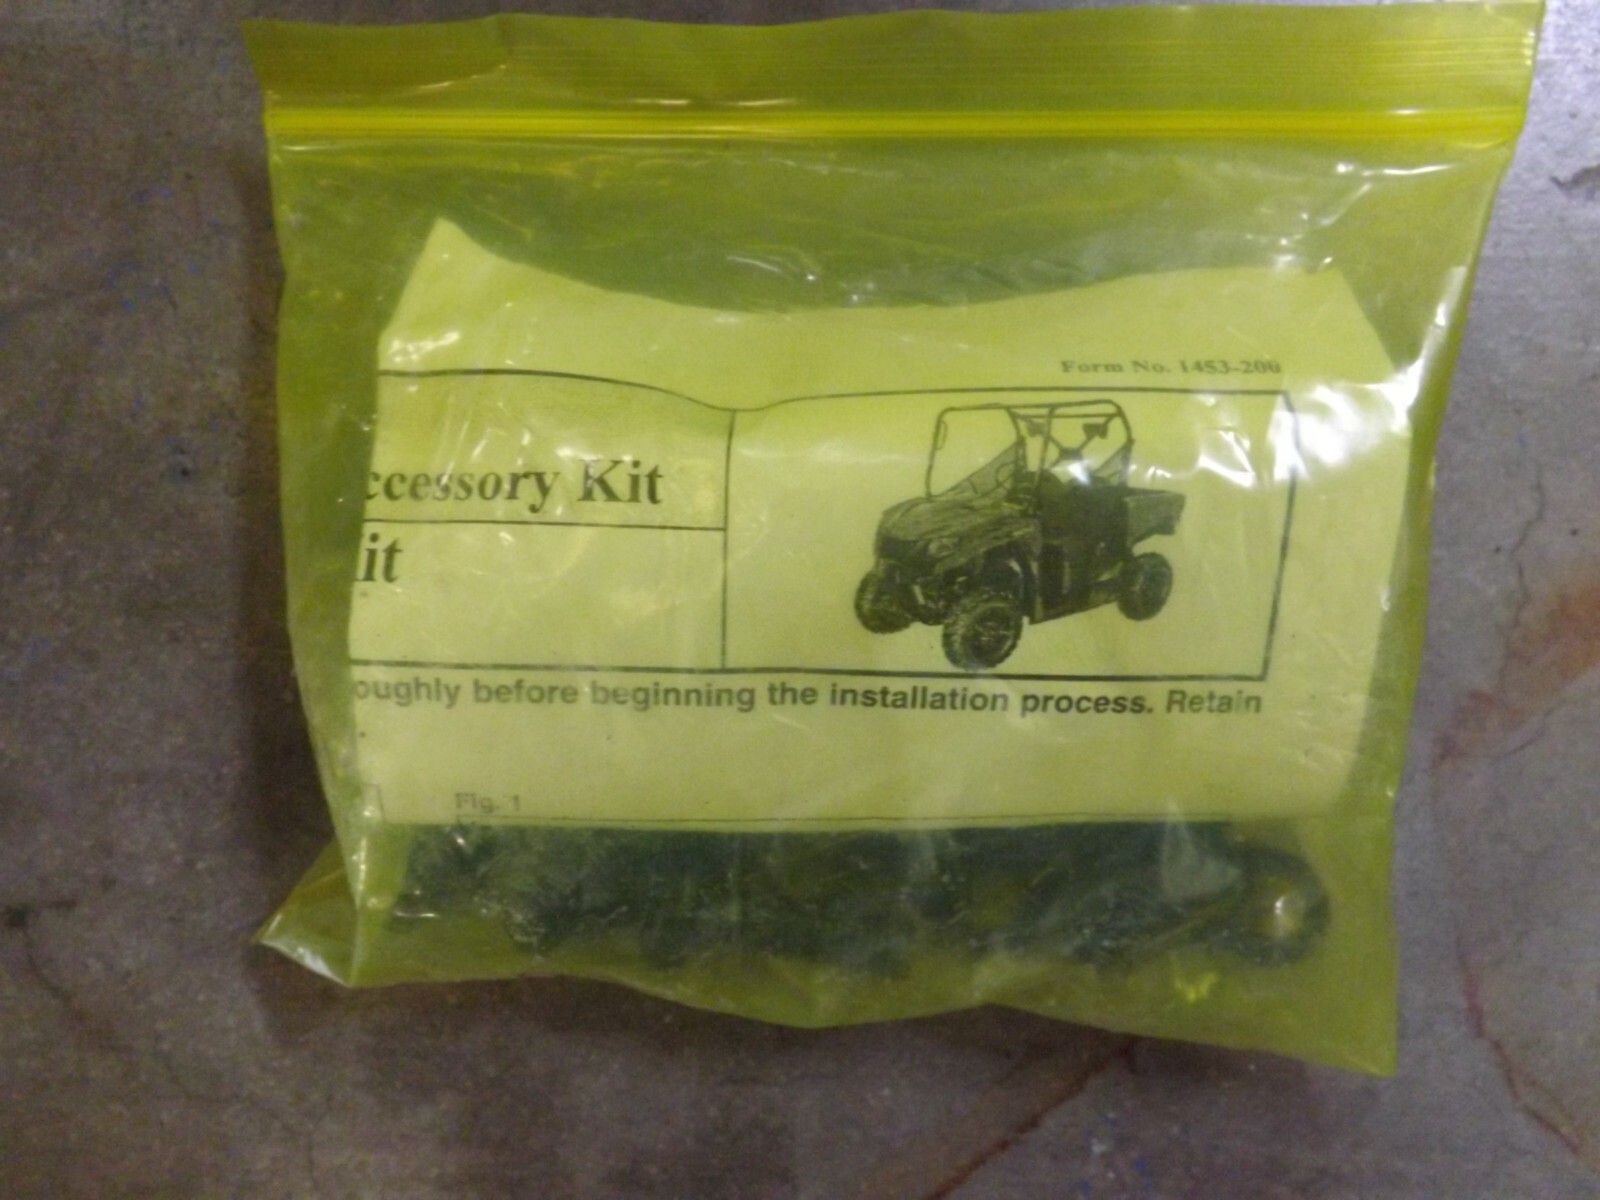 Form No. 1453-200
ccessory Kit
it
oughly before beginning the installation process. Retain
Fig. 1